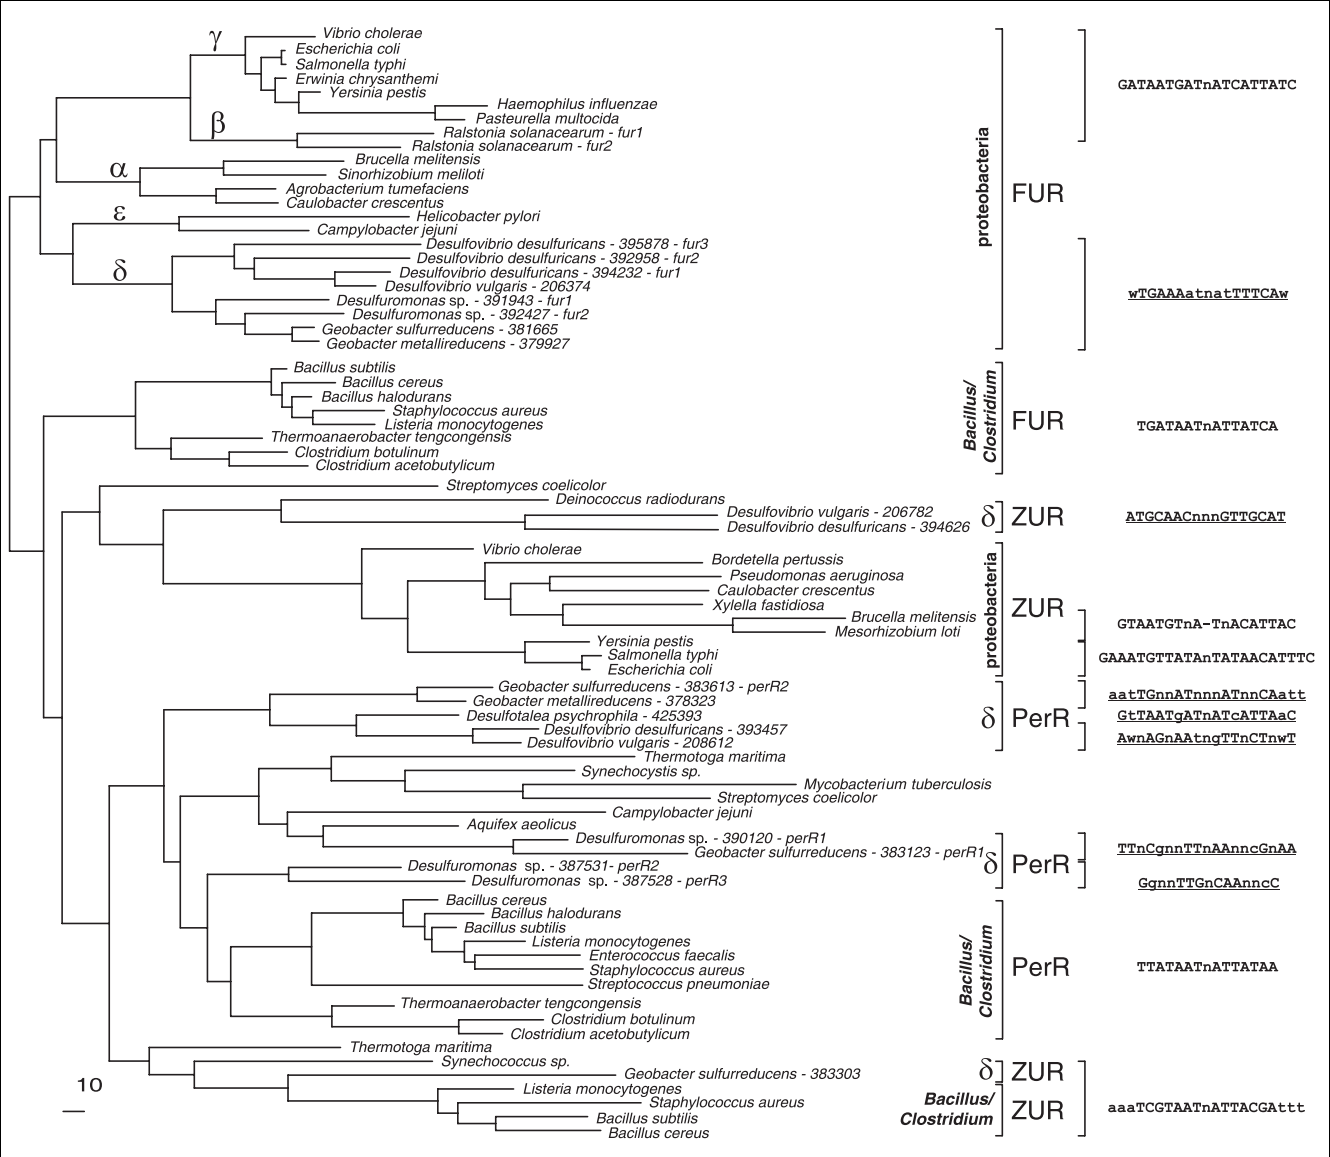 γ
Vibrio cholerae
Escherichia coli
Salmonella typhi
Erwinia chrysanthemi
Yersinia pestis
Haemophilus influenzae
Pasteurella multocida
β
Ralstonia solanacearum - fur1
Ralstonia solanacearum - fur2
α
Brucella melitensis
Sinorhizobium meliloti
Agrobacterium tumefaciens
Caulobacter crescentus
ε
Helicobacter pylori
Campylobacter jejuni
δ
Desulfovibrio desulfuricans - 395878 - fur3
Desulfovibrio desulfuricans - 392958 - fur2
Desulfovibrio desulfuricans - 394232 - fur1
Desulfovibrio vulgaris - 206374
Desulfuromonas sp. - 391943 - fur1
Desulfuromonas sp. - 392427 - fur2
Geobacter sulfurreducens - 381665
Geobacter metallireducens - 379927
proteobacteria
FUR
GATAATGATnATCATTATC
wTGAAAatnatTTTCAw
Bacillus subtilis
Bacillus cereus
Bacillus halodurans
Staphylococcus aureus
Listeria monocytogenes
Thermoanaerobacter tengcongensis
Clostridium botulinum
Clostridium acetobutylicum
Bacillus/
Clostridium
FUR
TGATAATnATTATCA
Streptomyces coelicolor
Deinococcus radiodurans
Desulfovibrio vulgaris - 206782
Desulfovibrio desulfuricans - 394626
δ ZUR
ATGCAACnnnGTTGCAT
Vibrio cholerae
Bordetella pertussis
Pseudomonas aeruginosa
Caulobacter crescentus
Xylella fastidiosa
Brucella melitensis
Mesorhizobium loti
Yersinia pestis
Salmonella typhi
Escherichia coli
proteobacteria
ZUR
GTAATGTnA-TnACATTAC
GAAATGTTATAnTATAACATTTC
Geobacter sulfurreducens - 383613 - perR2
Geobacter metallireducens - 378323
Desulfotalea psychrophila - 425393
Desulfovibrio desulfuricans - 393457
Desulfovibrio vulgaris - 208612
δ PerR
aatTGnnATnnnATnnCAatt
GtTAATgATnATcATTAaC
AwnAGnAAtngTTnCTnwT
Thermotoga maritima
Synechocystis sp.
Mycobacterium tuberculosis
Streptomyces coelicolor
Campylobacter jejuni
Aquifex aeolicus
Desulfuromonas sp. - 390120 - perR1
Geobacter sulfurreducens - 383123 - perR1
Desulfuromonas sp. - 387531- perR2
Desulfuromonas sp. - 387528 - perR3
δ PerR
TTnCgnnTTnAAnncGnAA
GgnnTTGnCAAnncC
Bacillus cereus
Bacillus halodurans
Bacillus subtilis
Listeria monocytogenes
Enterococcus faecalis
Staphylococcus aureus
Streptococcus pneumoniae
Thermoanaerobacter tengcongensis
Clostridium botulinum
Clostridium acetobutylicum
Bacillus/
Clostridium
PerR
TTATAATnATTATAA
Thermotoga maritima
Synechococcus sp.
Geobacter sulfurreducens - 383303
Listeria monocytogenes
Staphylococcus aureus
Bacillus subtilis
Bacillus cereus
δ ZUR
Bacillus/
Clostridium
ZUR
aaaTCGTAATnATTACGAttt
10